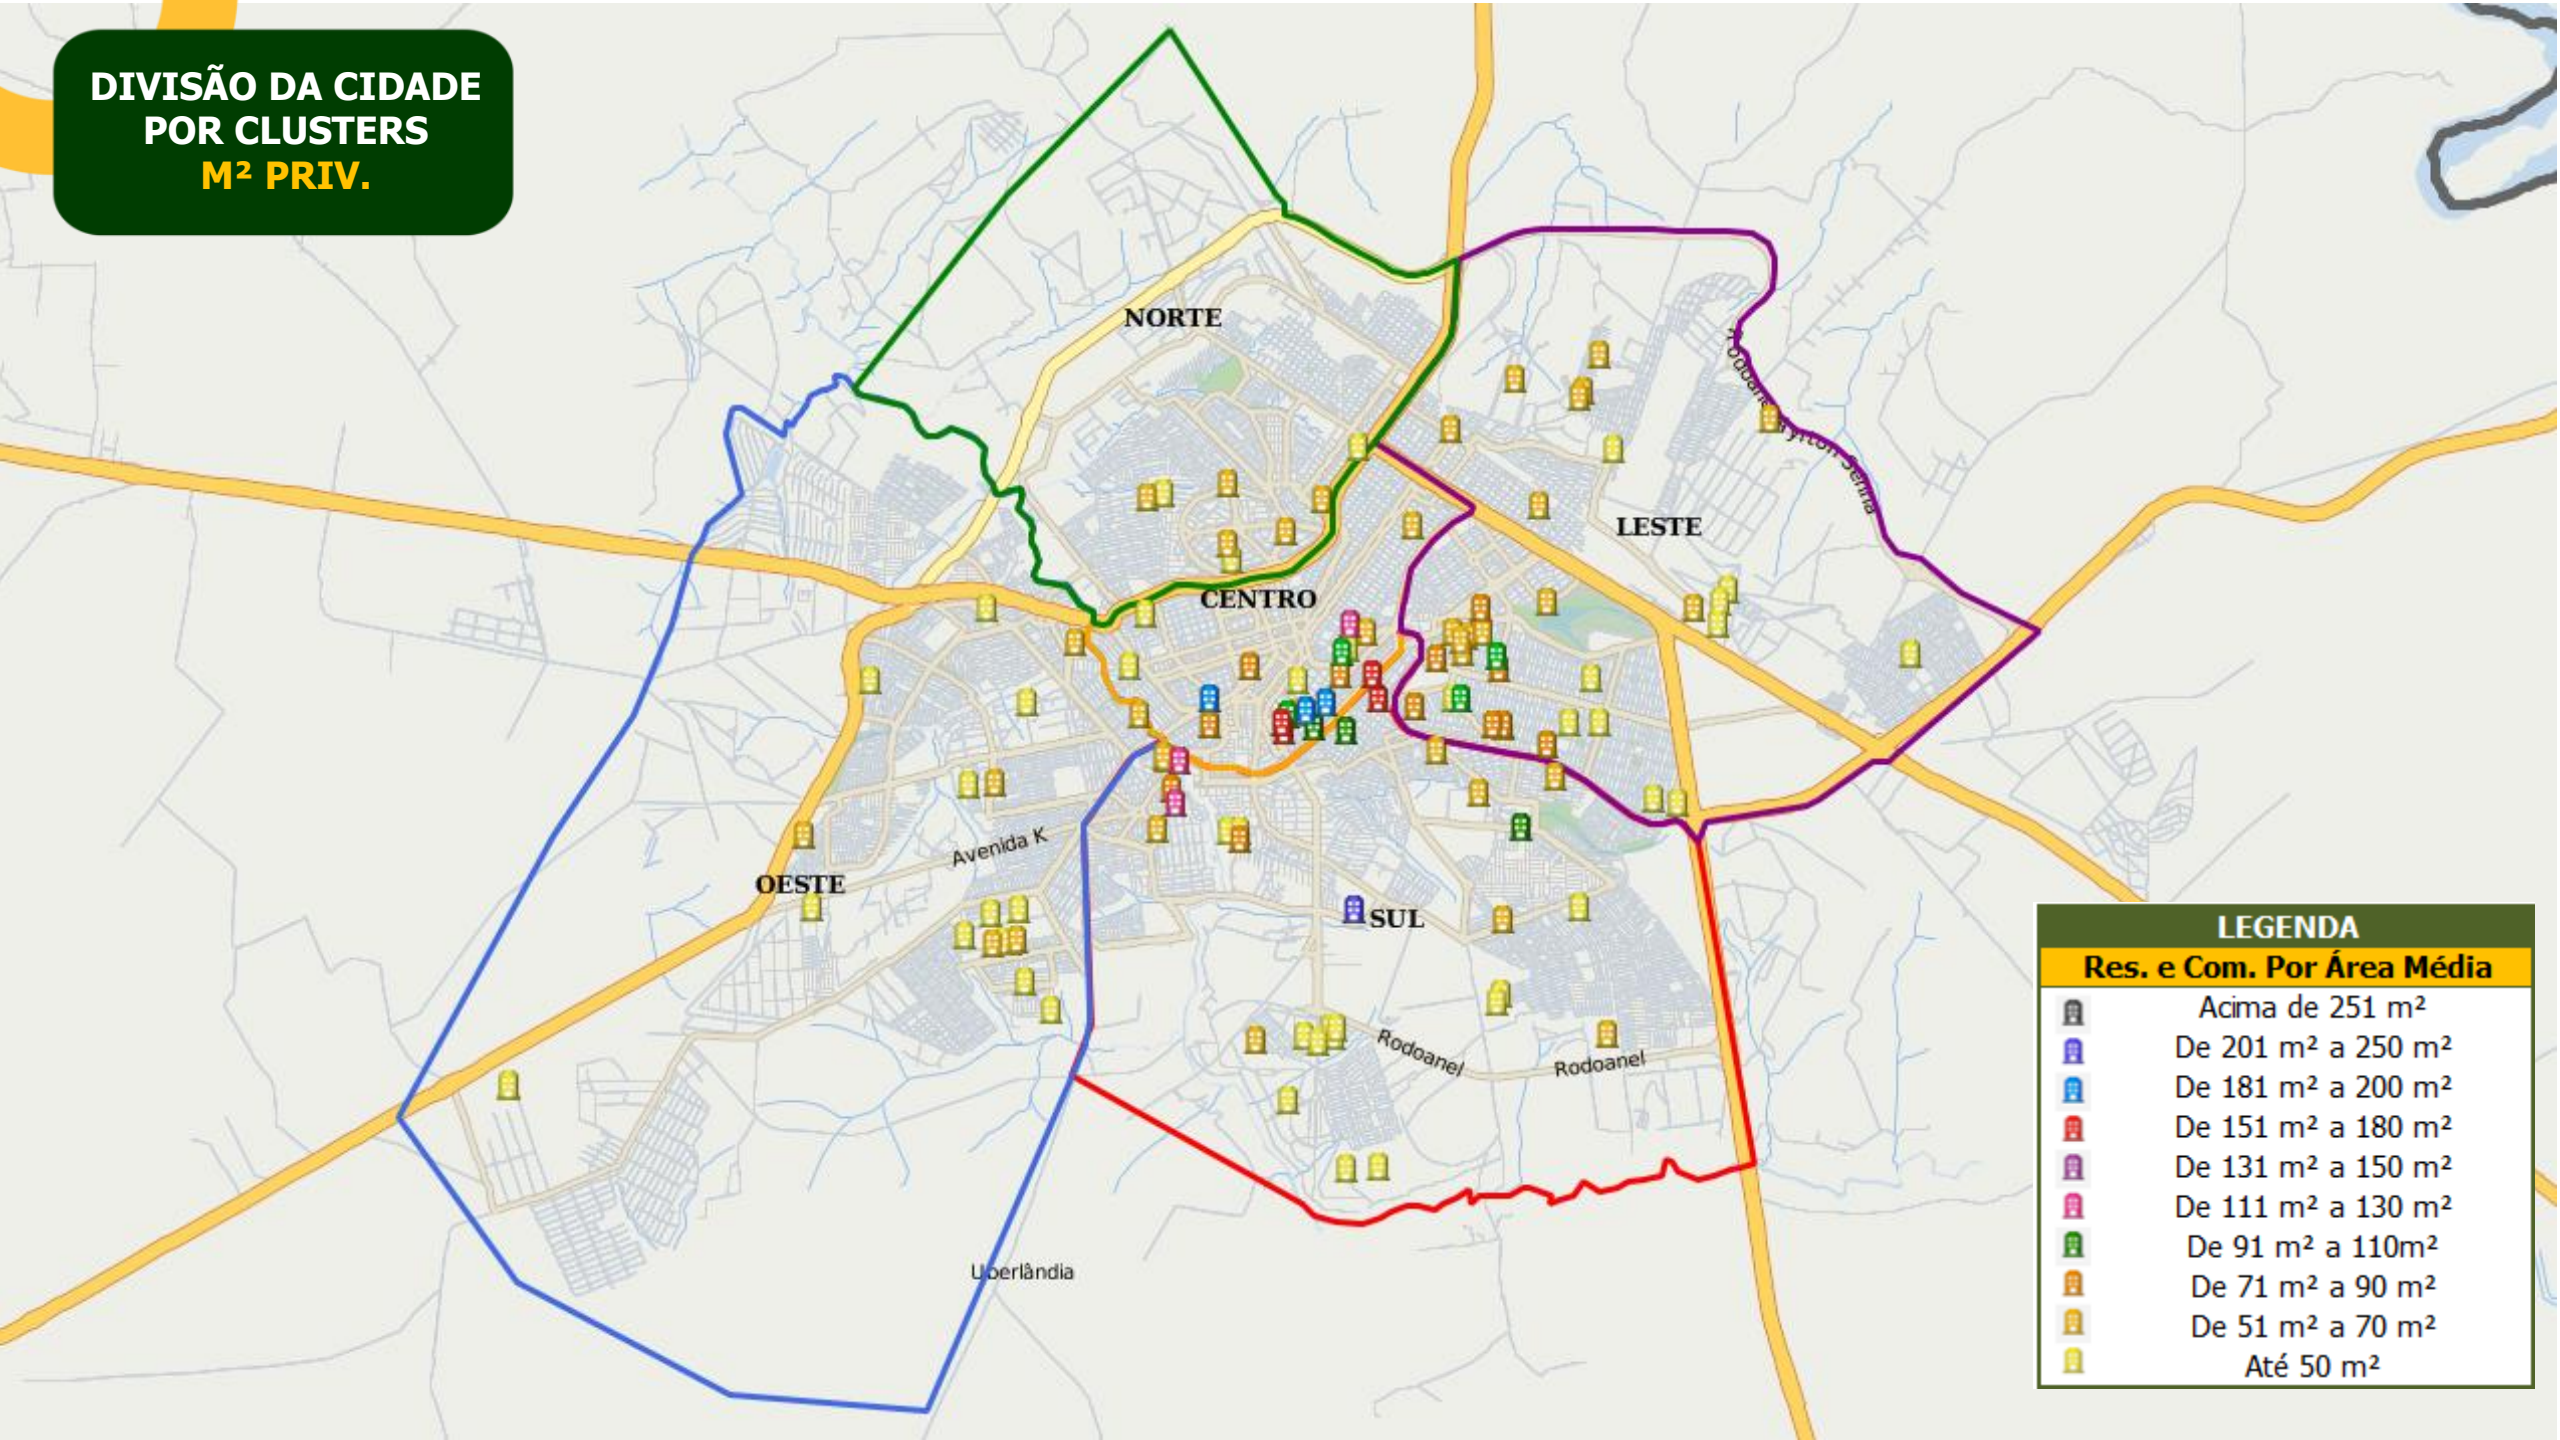 DIVISÃO DA CIDADE
POR CLUSTERS
M² PRIV.
NORTE
Rodoanel Ayrton Senna
LESTE
CENTRO
Avenida K
OESTE
SUL
Rodoanel
Rodoanel
Uberlândia
LEGENDA
Res. e Com. Por Área Média
Acima de 251 m²
De 201 m² a 250 m²
De 181 m² a 200 m²
De 151 m² a 180 m²
De 131 m² a 150 m²
De 111 m² a 130 m²
De 91 m² a 110m²
De 71 m² a 90 m²
De 51 m² a 70 m²
Até 50 m²